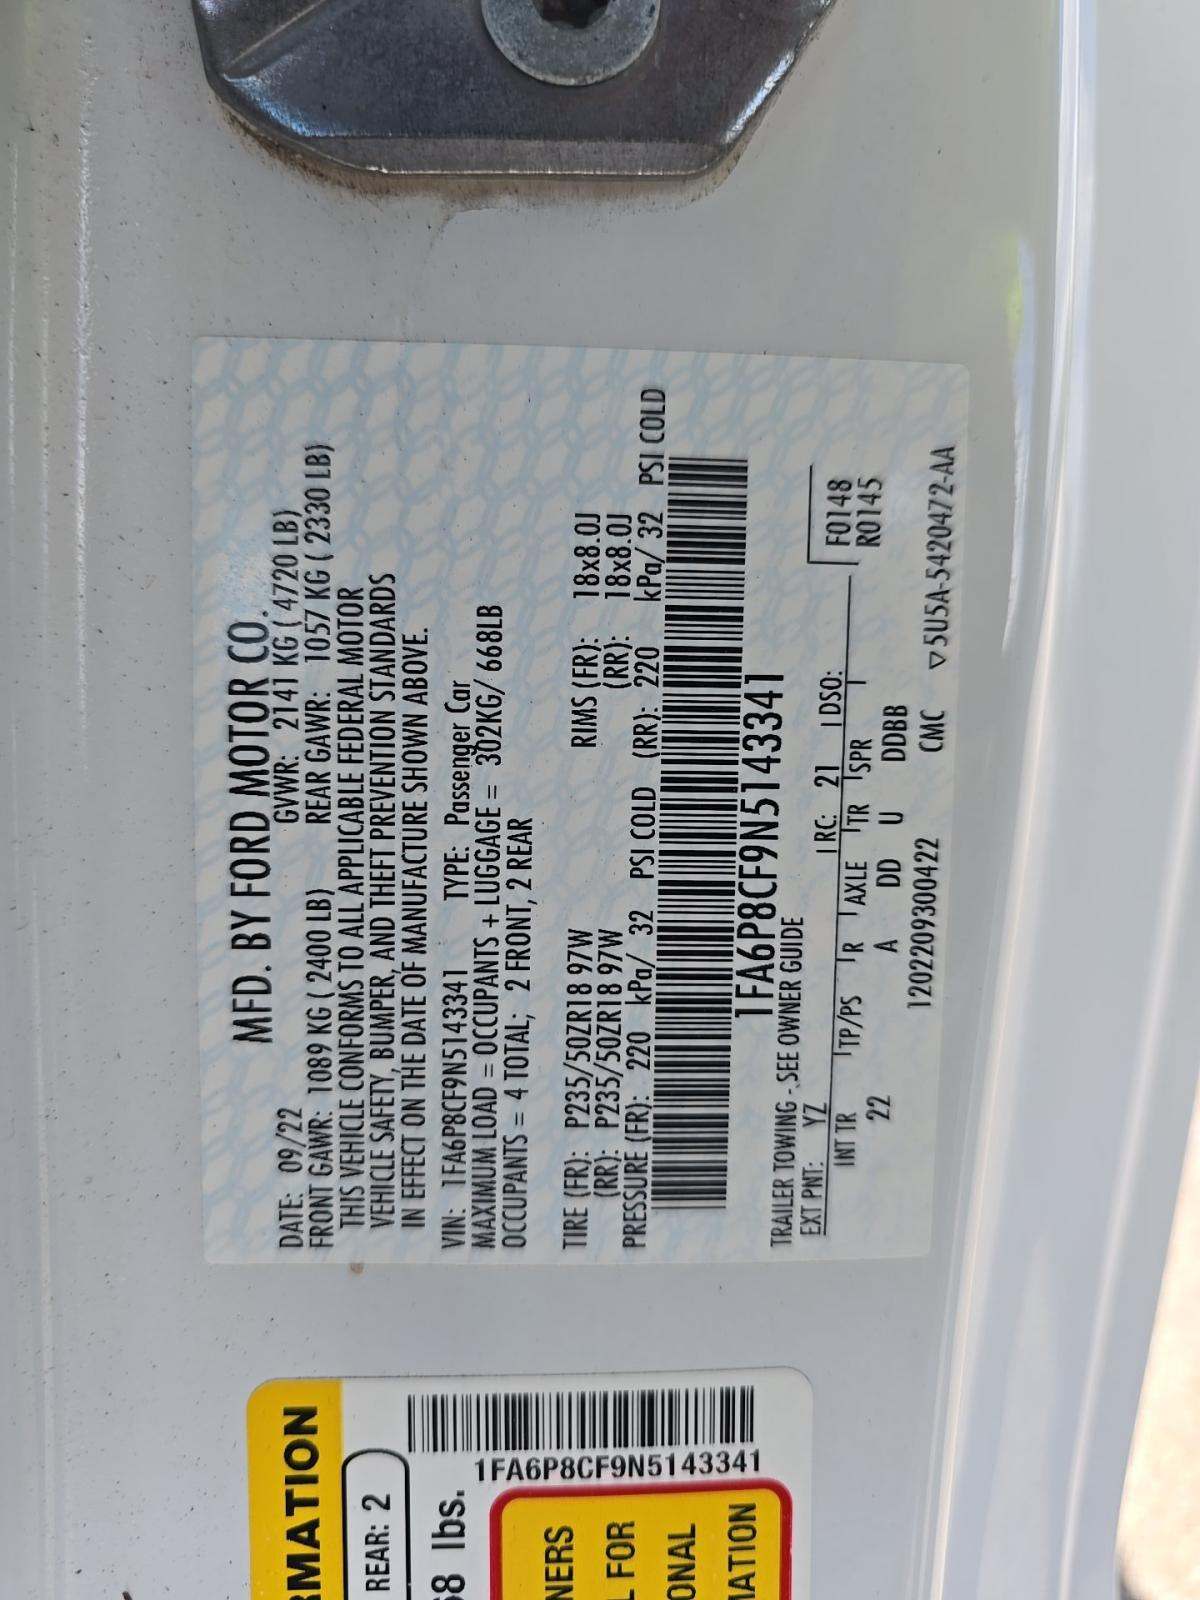 MFD. BY FORD MOTOR CO.
DATE: 09/22 GVWR: 2141 KG ( 4720 LB)
FRONT GAWR: 1089 KG ( 2400 LB) REAR GAWR: 1057 KG ( 2330 LB)
THIS VEHICLE CONFORMS TO ALL APPLICABLE FEDERAL MOTOR
VEHICLE SAFETY, BUMPER, AND THEFT PREVENTION STANDARDS
IN EFFECT ON THE DATE OF MANUFACTURE SHOWN ABOVE.
VIN: 1FA6P8CF9N5143341 TYPE: Passenger Car
MAXIMUM LOAD = OCCUPANTS + LUGGAGE = 302KG/ 668LB
OCCUPANTS = 4 TOTAL; 2 FRONT, 2 REAR
TIRE (FR): P235/50ZR18 97W RIMS (FR): 18x8.0J
(RR): P235/50ZR18 97W (RR): 18x8.0J
PRESSURE (FR): 220 kPa/ 32 PSI COLD (RR): 220 kPa/ 32 PSI COLD
1FA6P8CF9N5143341
TRAILER TOWING - SEE OWNER GUIDE
EXT PNT: YZ RC: 21 DSO: F0148
INT TR TP/PS R AXLE TR SPR R0145
22 A DD U DDBB
120220930422 CMC ▽5U5A-5420472-AA
RMATION
REAR: 2
68 lbs.
1FA6P8CF9N5143341
NERS
L FOR
ONAL
MATION